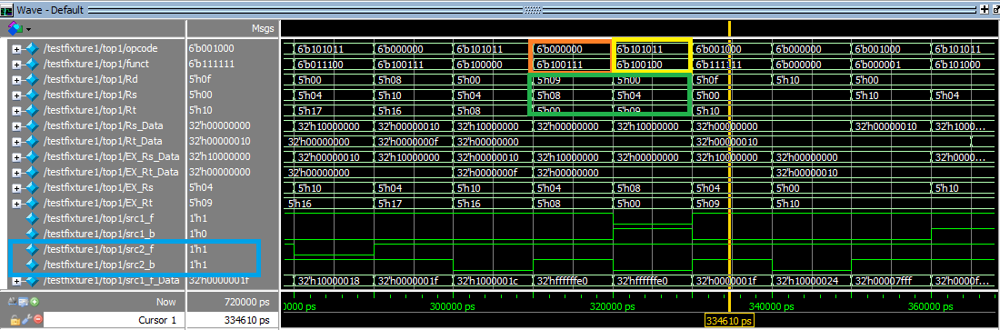 Wave - Default
Msgs
/testfixture1/top1/opcode 6'b001000 6'b101011 6'b000000 6'b101011 6'b000000 6'b101011 6'b001000 6'b000000 6'b001000 6'b101011
/testfixture1/top1/funct 6'b111111 6'b011100 6'b100111 6'b100000 6'b100111 6'b100100 6'b111111 6'b000000 6'b000001 6'b101000
/testfixture1/top1/Rd 5'h0f 5'h00 5'h08 5'h00 5'h09 5'h00 5'h0f 5'h10 5'h00
/testfixture1/top1/Rs 5'h00 5'h04 5'h10 5'h04 5'h08 5'h04 5'h00 5'h10 5'h04
/testfixture1/top1/Rt 5'h10 5'h17 5'h16 5'h08 5'h00 5'h09 5'h10
/testfixture1/top1/Rs_Data 32'h00000000 32'h10000000 32'h00000010 32'h10000000 32'h00000000 32'h10000000 32'h00000000 32'h00000010 32'h1000...
/testfixture1/top1/Rt_Data 32'h00000010 32'h00000000 32'h0000000f 32'h00000000 32'h00000010
/testfixture1/top1/EX_Rs_Data 32'h10000000 32'h00000010 32'h10000000 32'h00000010 32'h10000000 32'h00000000 32'h10000000 32'h00000000 32'h0000...
/testfixture1/top1/EX_Rt_Data 32'h00000000 32'h00000000 32'h0000000f 32'h00000000 32'h00000010
/testfixture1/top1/EX_Rs 5'h04 5'h10 5'h04 5'h10 5'h04 5'h08 5'h04 5'h00 5'h10
/testfixture1/top1/EX_Rt 5'h09 5'h16 5'h17 5'h16 5'h08 5'h00 5'h09 5'h10
/testfixture1/top1/src1_f 1'h1
/testfixture1/top1/src1_b 1'h0
/testfixture1/top1/src2_f 1'h1
/testfixture1/top1/src2_b 1'h1
/testfixture1/top1/src1_f_Data 32'h0000001f 32'h10000018 32'h00000010 32'h1000001c 32'hffffffe0 32'hffffffe0 32'h0000001f 32'h10000024 32'h00007fff 32'h0000f...
Now 720000 ps
0000 ps 300000 ps 320000 ps 340000 ps 360000 ps
Cursor 1 334610 ps 334610 ps